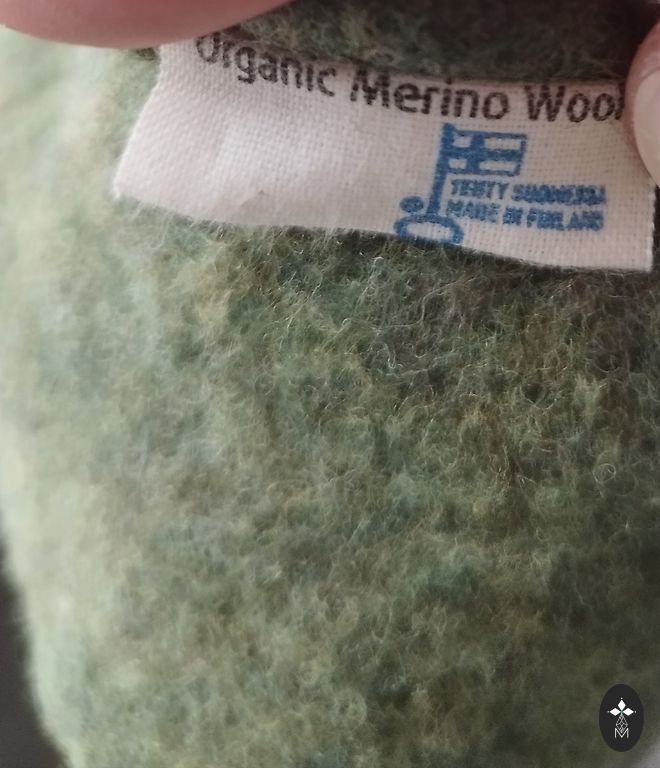 Organic Merino Wool
TEHTY SUOMESSA
MADE IN FINLAND